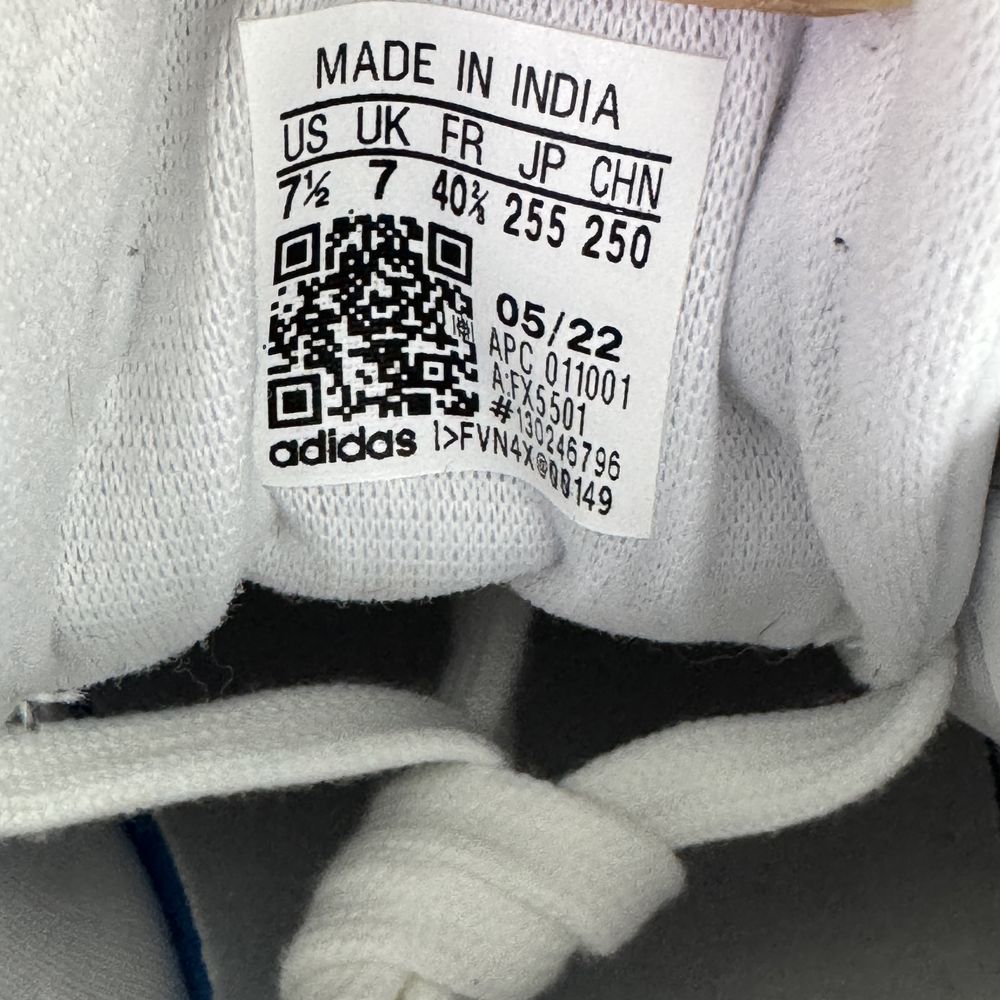 MADE IN INDIA
US UK FR JP CHN
7½ 7 40⅔ 255 250
05/22
APC 011001
A:FX5501
#130246796
adidas 1>FVN4X@00149